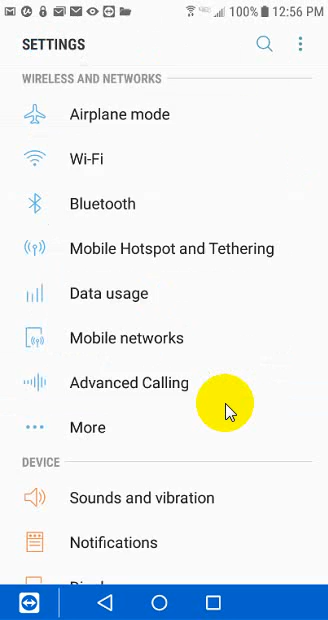 100% 12:56 PM
SETTINGS
WIRELESS AND NETWORKS
Airplane mode
Wi-Fi
Bluetooth
Mobile Hotspot and Tethering
Data usage
Mobile networks
Advanced Calling
More
DEVICE
Sounds and vibration
Notifications